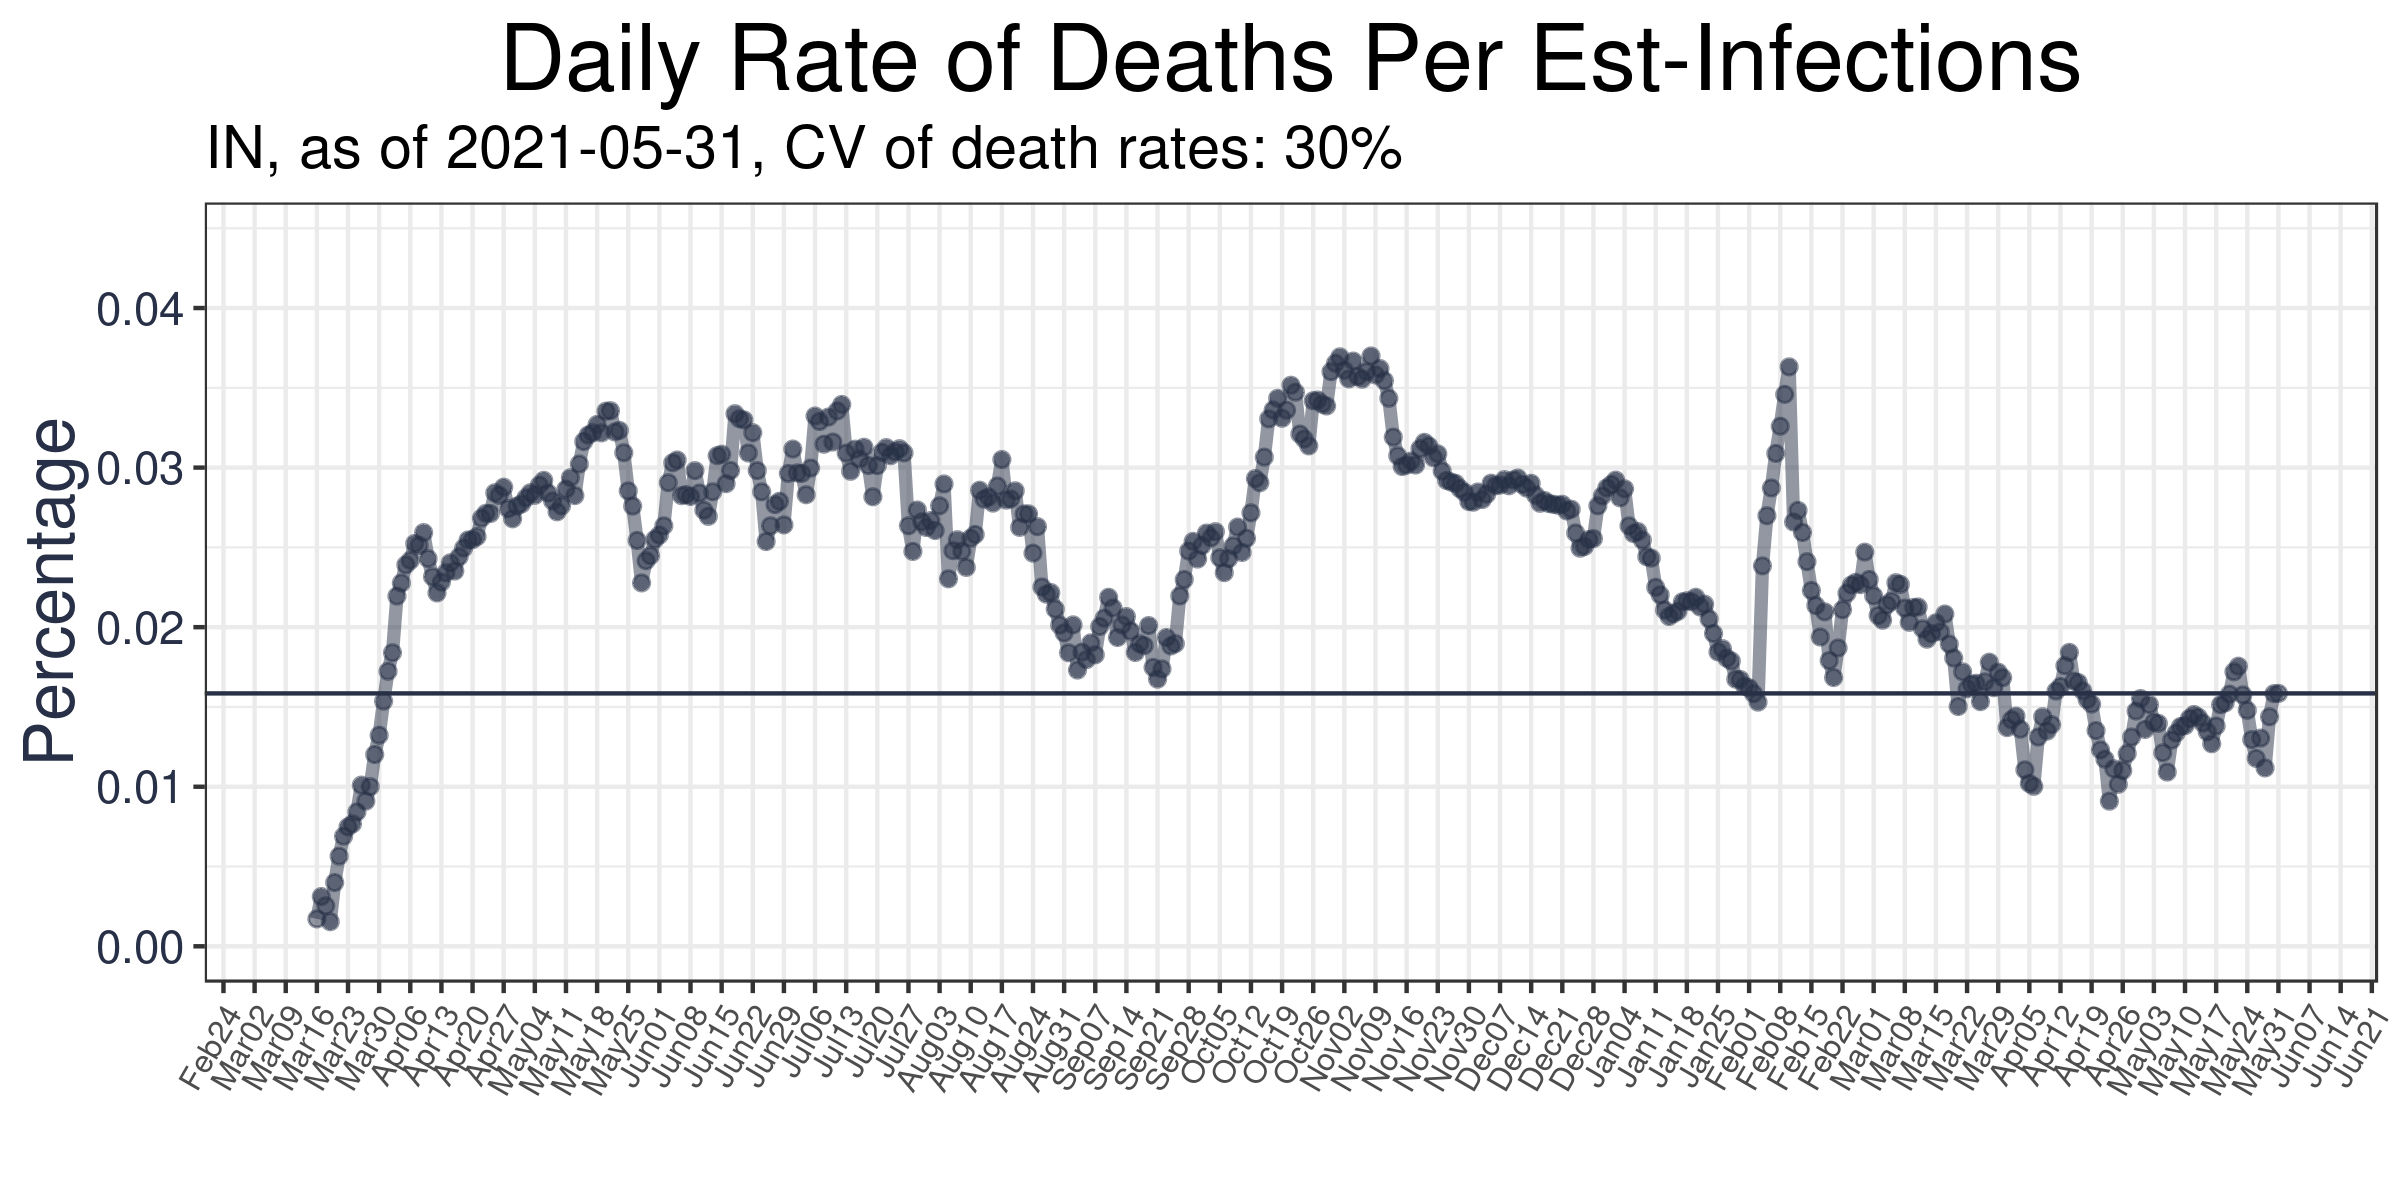 Daily Rate of Deaths Per Est-Infections
IN, as of 2021-05-31, CV of death rates: 30%
Percentage
0.04
0.03
0.02
0.01
0.00
Feb24
Mar02
Mar09
Mar16
Mar23
Mar30
Apr06
Apr13
Apr20
Apr27
May04
May11
May18
May25
Jun01
Jun08
Jun15
Jun22
Jun29
Jul06
Jul13
Jul20
Jul27
Aug03
Aug10
Aug17
Aug24
Aug31
Sep07
Sep14
Sep21
Sep28
Oct05
Oct12
Oct19
Oct26
Nov02
Nov09
Nov16
Nov23
Nov30
Dec07
Dec14
Dec21
Dec28
Jan04
Jan11
Jan18
Jan25
Feb01
Feb08
Feb15
Feb22
Mar01
Mar08
Mar15
Mar22
Mar29
Apr05
Apr12
Apr19
Apr26
May03
May10
May17
May24
May31
Jun07
Jun14
Jun21